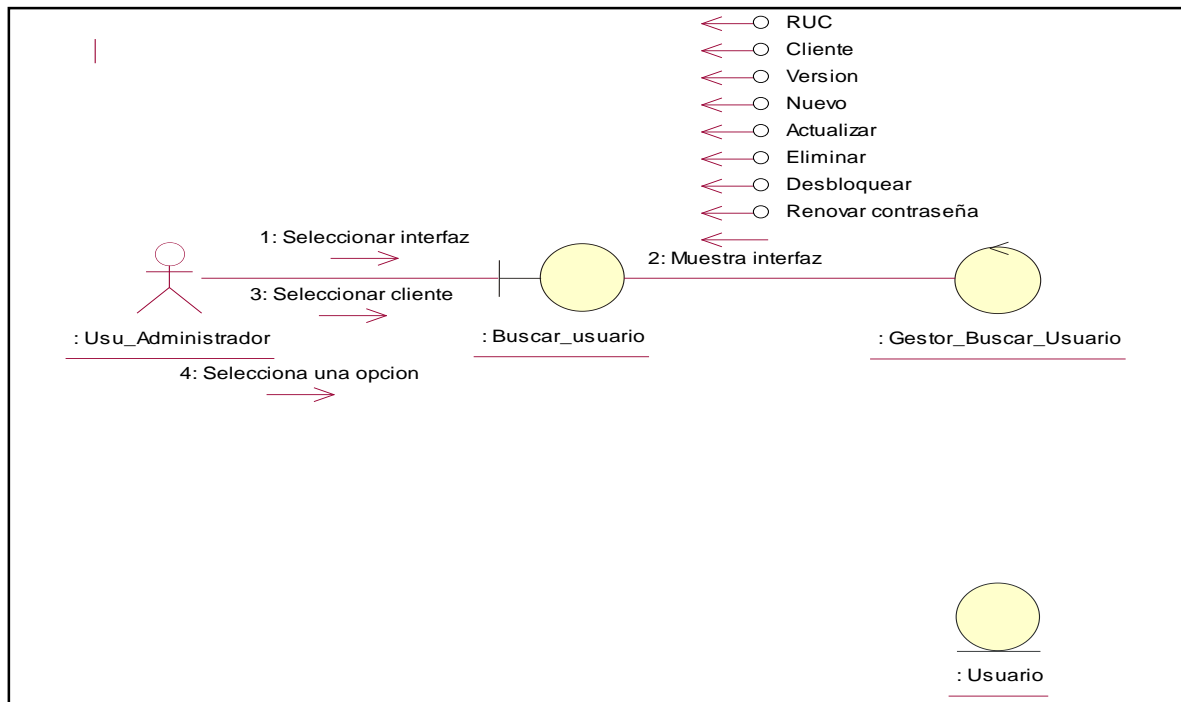 RUC
Cliente
Version
Nuevo
Actualizar
Eliminar
Desbloquear
Renovar contraseña
1: Seleccionar interfaz
2: Muestra interfaz
3: Seleccionar cliente
: Usu_Administrador
: Buscar_usuario
: Gestor_Buscar_Usuario
4: Selecciona una opcion
: Usuario